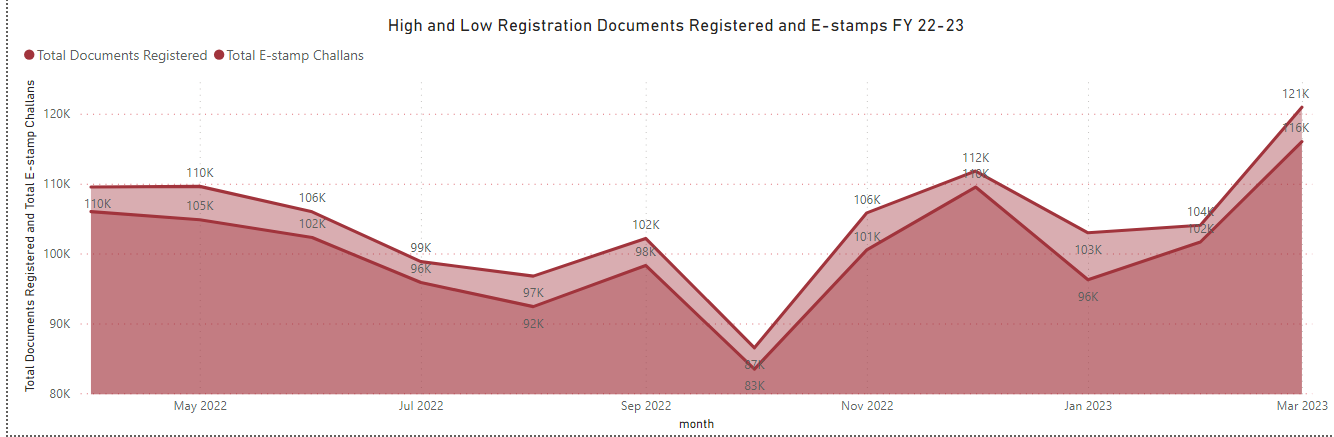 High and Low Registration Documents Registered and E-stamps FY 22-23
Total Documents Registered Total E-stamp Challans
Total Documents Registered and Total E-stamp Challans
120K
110K
100K
90K
80K
110K
110K
105K
106K
102K
99K
96K
97K
92K
102K
98K
87K
83K
106K
101K
112K
110K
103K
96K
104K
102K
121K
116K
May 2022
Jul 2022
Sep 2022
Nov 2022
Jan 2023
Mar 2023
month